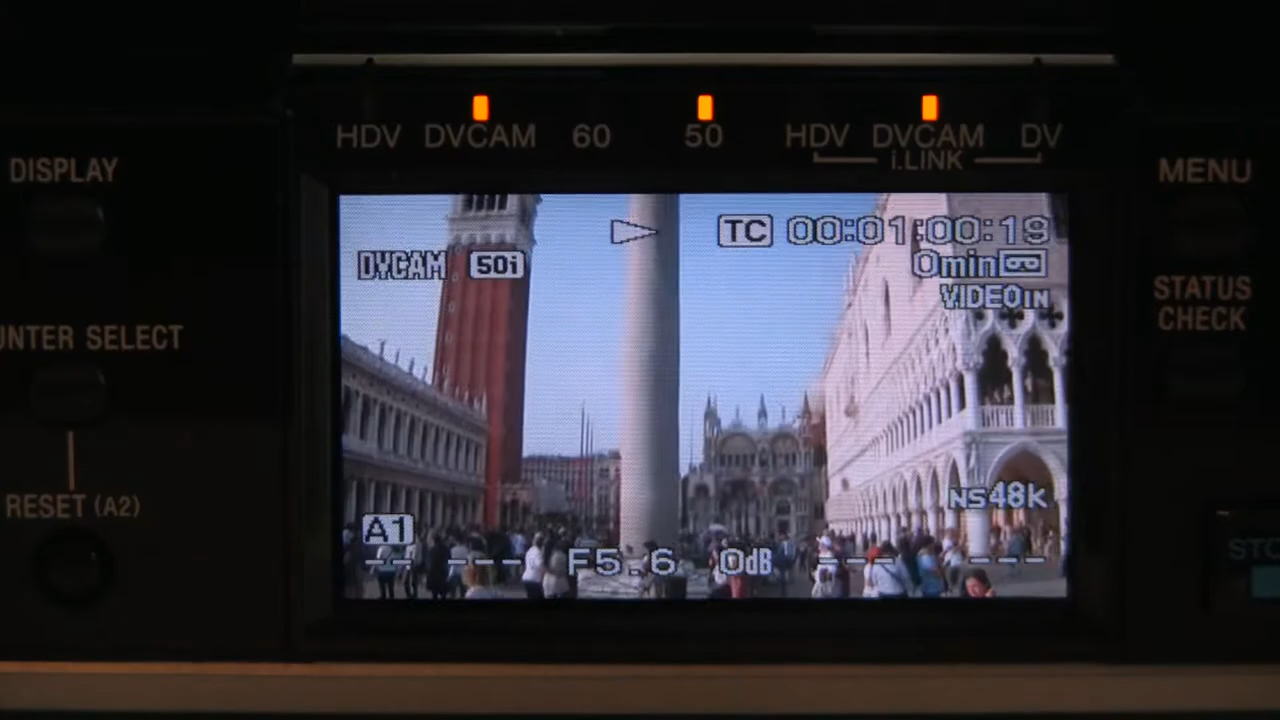 HDV DVCAM 60 50 HDV DVCAM DV
i.LINK
DISPLAY
MENU
TC 00:01:00:19
DVCAM 50i
0min
VIDEO IN
STATUS
CHECK
UNTER SELECT
RESET (A2)
NS48k
A1
F5.6 0dB
-- --- --- ---
STO